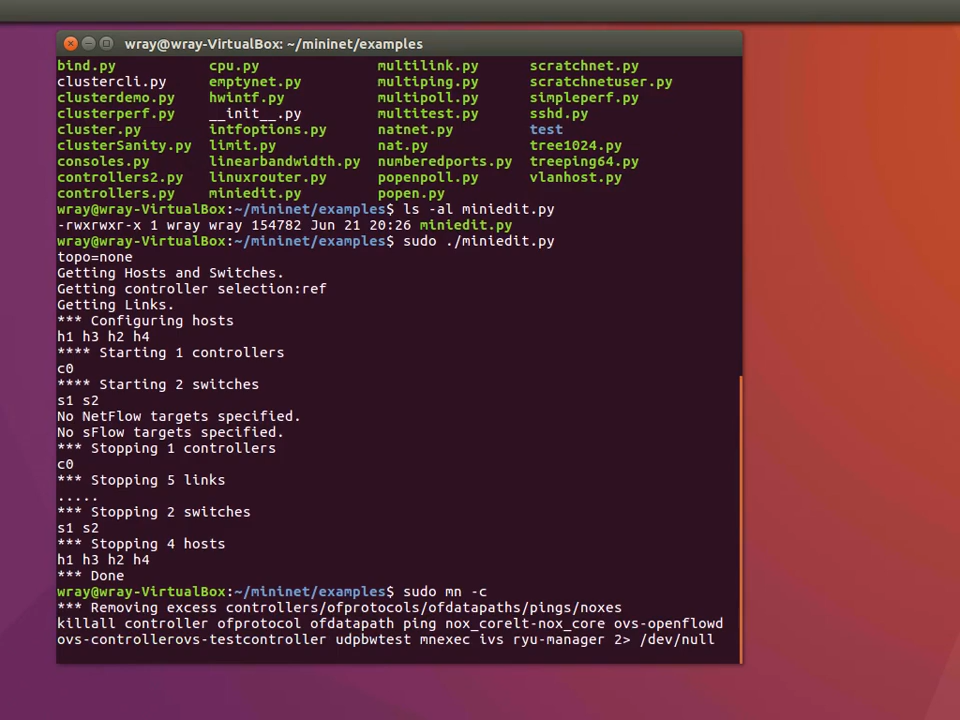 wray@wray-VirtualBox: ~/mininet/examples
bind.py cpu.py multilink.py scratchnet.py
clustercli.py emptynet.py multiping.py scratchnetuser.py
clusterdemo.py hwintf.py multipoll.py simpleperf.py
clusterperf.py __init__.py multitest.py sshd.py
cluster.py intfoptions.py natnet.py test
clusterSanity.py limit.py nat.py tree1024.py
consoles.py linearbandwidth.py numberedports.py treeping64.py
controllers2.py linuxrouter.py popenpoll.py vlanhost.py
controllers.py miniedit.py popen.py
wray@wray-VirtualBox:~/mininet/examples$ ls -al miniedit.py
-rwxrwxr-x 1 wray wray 154782 Jun 21 20:26 miniedit.py
wray@wray-VirtualBox:~/mininet/examples$ sudo ./miniedit.py
topo=none
Getting Hosts and Switches.
Getting controller selection:ref
Getting Links.
*** Configuring hosts
h1 h3 h2 h4
**** Starting 1 controllers
c0
**** Starting 2 switches
s1 s2
No NetFlow targets specified.
No sFlow targets specified.
*** Stopping 1 controllers
c0
*** Stopping 5 links
.....
*** Stopping 2 switches
s1 s2
*** Stopping 4 hosts
h1 h3 h2 h4
*** Done
wray@wray-VirtualBox:~/mininet/examples$ sudo mn -c
*** Removing excess controllers/ofprotocols/ofdatapaths/pings/noxes
killall controller ofprotocol ofdatapath ping nox_corelt-nox_core ovs-openflowd
ovs-controllerovs-testcontroller udpbwtest mnexec ivs ryu-manager 2> /dev/null